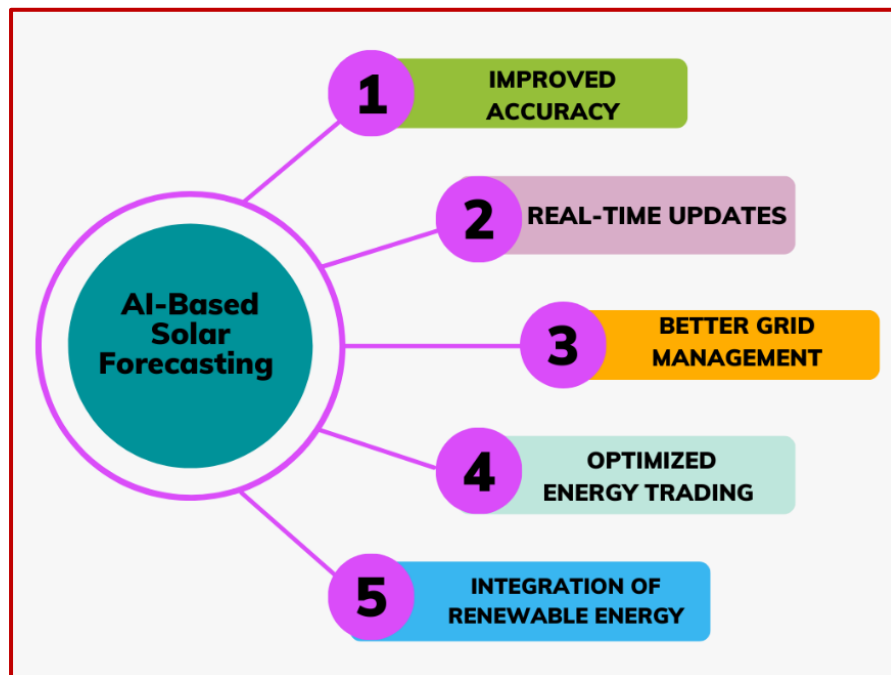 AI-Based
Solar
Forecasting
1
IMPROVED
ACCURACY
2
REAL-TIME UPDATES
3
BETTER GRID
MANAGEMENT
4
OPTIMIZED
ENERGY TRADING
5
INTEGRATION OF
RENEWABLE ENERGY